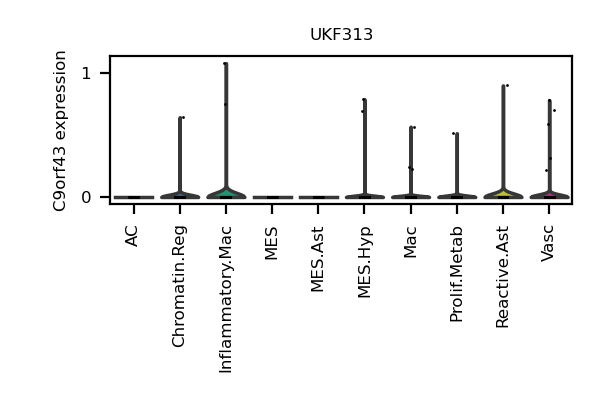 UKF313
C9orf43 expression
1
0
AC
Chromatin.Reg
Inflammatory.Mac
MES
MES.Ast
MES.Hyp
Mac
Prolif.Metab
Reactive.Ast
Vasc